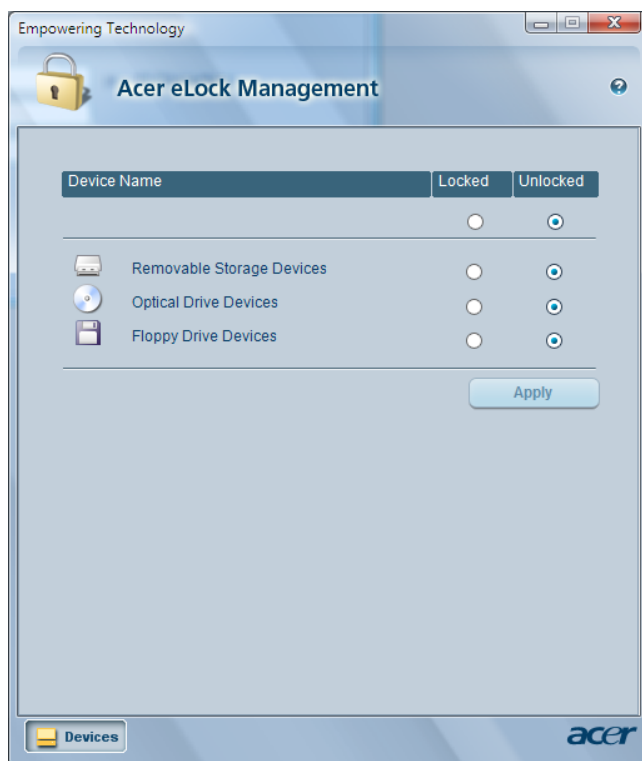 Empowering Technology
Acer eLock Management
Device Name Locked Unlocked
Removable Storage Devices
Optical Drive Devices
Floppy Drive Devices
Apply
Devices
acer